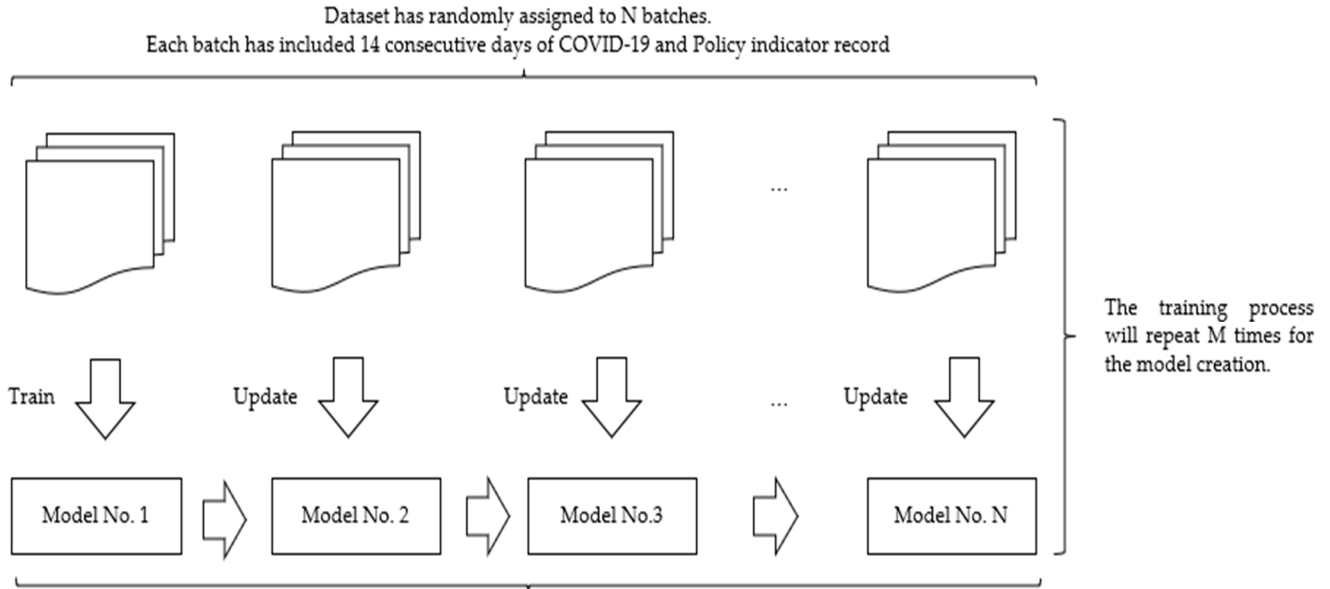 Dataset has randomly assigned to N batches.
Each batch has included 14 consecutive days of COVID-19 and Policy indicator record
...
The training process
will repeat M times for
the model creation.
Train
Update
Update
...
Update
Model No. 1
Model No. 2
Model No.3
Model No. N